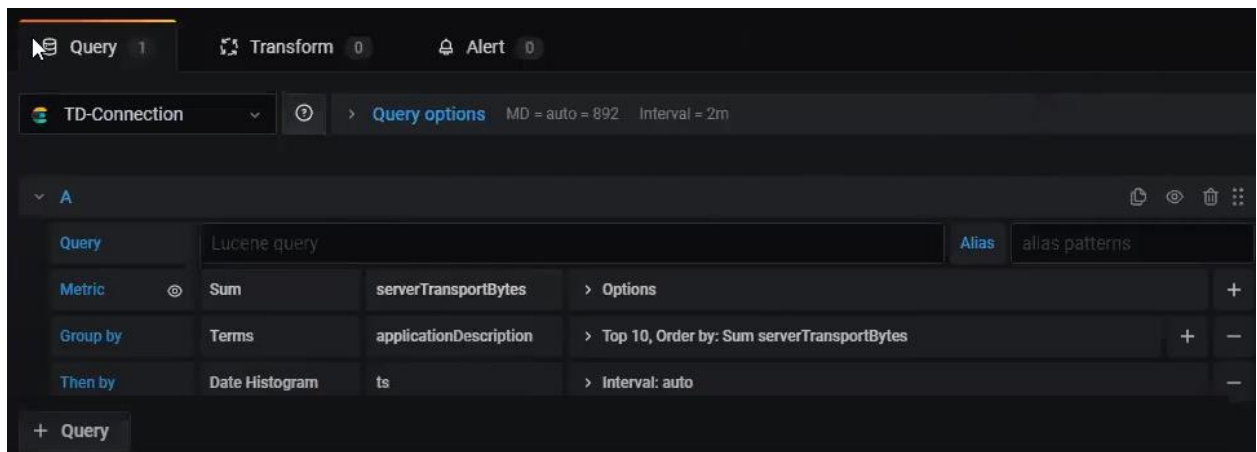 Query 1 Transform 0 Alert 0
TD-Connection Query options MD = auto = 892 Interval = 2m
A
Query Lucene query Alias alias patterns
Metric Sum serverTransportBytes Options
Group by Terms applicationDescription Top 10, Order by: Sum serverTransportBytes
Then by Date Histogram ts Interval: auto
+ Query